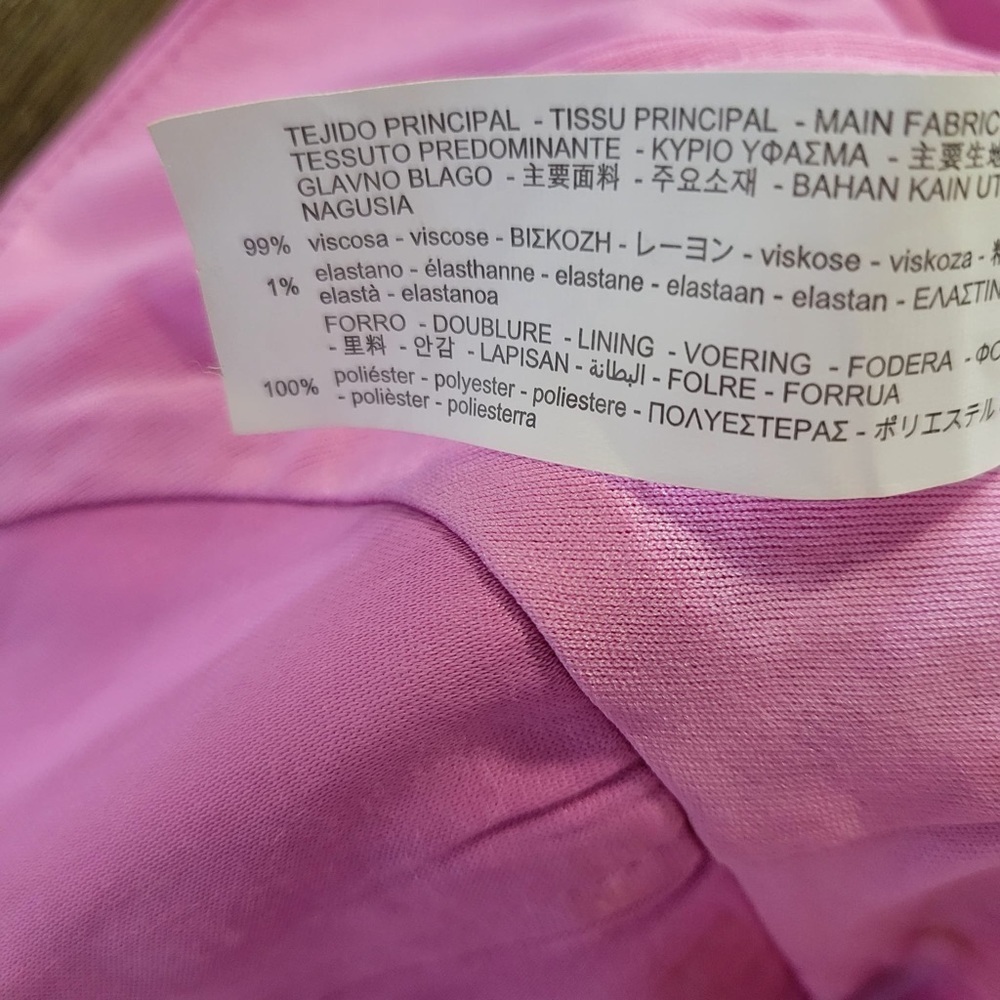 TEJIDO PRINCIPAL - TISSU PRINCIPAL - MAIN FABRIC
TESSUTO PREDOMINANTE - ΚΥΡΙΟ ΥΦΑΣΜΑ - 主要生地
GLAVNO BLAGO - 主要面料 - 주요소재 - BAHAN KAIN UT
NAGUSIA
99% viscosa - viscose - ΒΙΣΚΟΖΗ - レーヨン - viskose - viskoza -
1% elastano - élasthanne - elastane - elastaan - elastan - ΕΛΑΣΤΙΝ
elastà - elastanoa
FORRO - DOUBLURE - LINING - VOERING - FODERA - ΦΟ
- 里料 - 안감 - LAPISAN - البطانة - FOLRE - FORRUA
100% poliéster - polyester - poliestere - ΠΟΛΥΕΣΤΕΡΑΣ - ポリエステル
- polièster - poliesterra